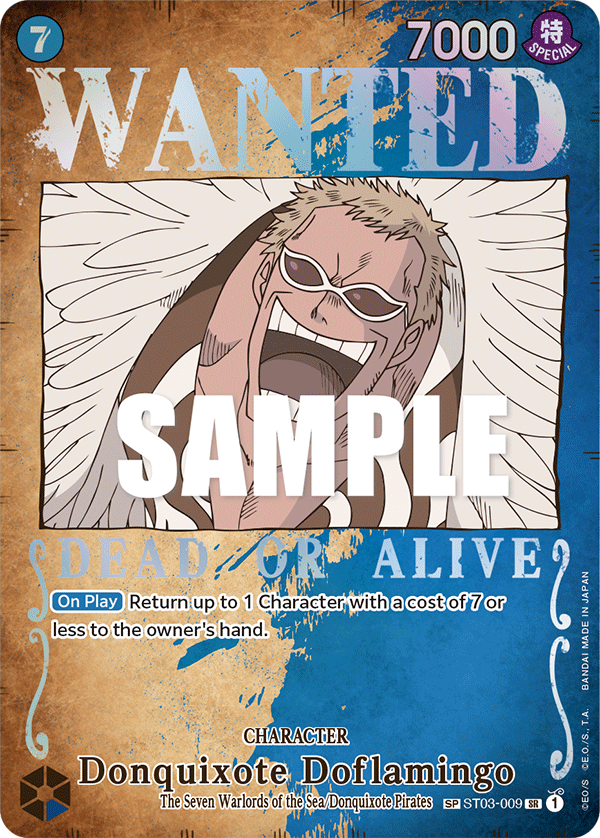 7
7000
特
SPECIAL
WANTED
SAMPLE
DEAD OR ALIVE
On Play Return up to 1 Character with a cost of 7 or
less to the owner's hand.
CHARACTER
Donquixote Doflamingo
The Seven Warlords of the Sea/Donquixote Pirates SP ST03-009 SR 1
©E.O/S ©E.O./S., T.A. BANDAI MADE IN JAPAN